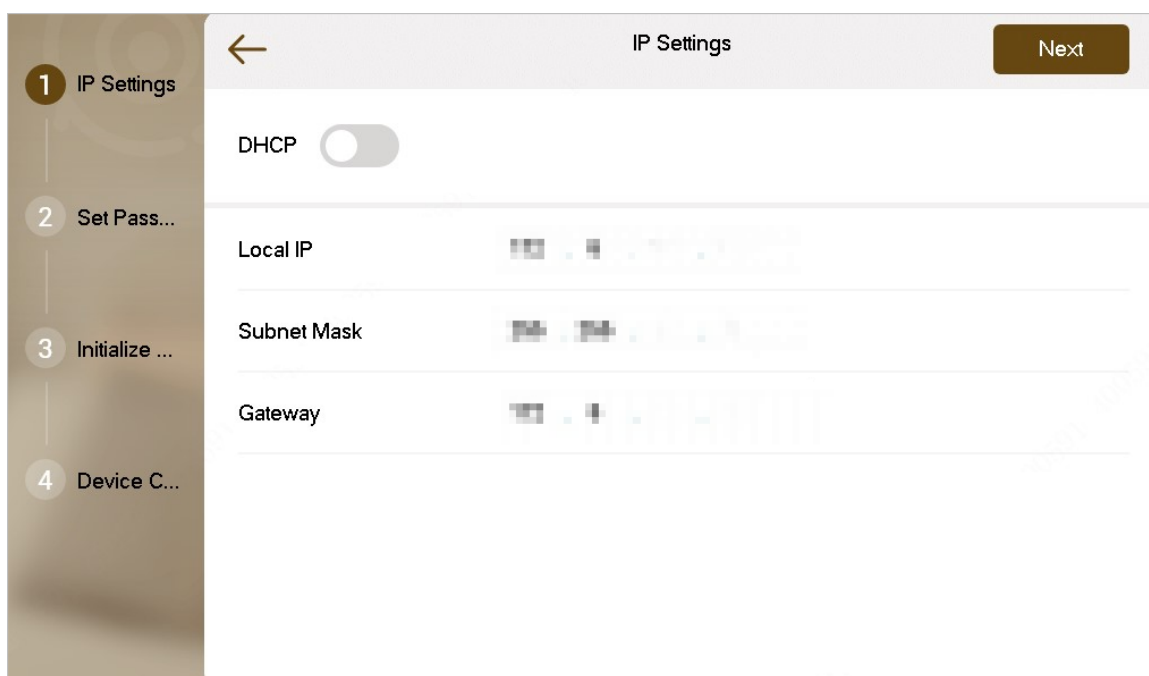 IP Settings
Next
1 IP Settings
DHCP
2 Set Pass...
Local IP
Subnet Mask
3 Initialize ...
Gateway
4 Device C...